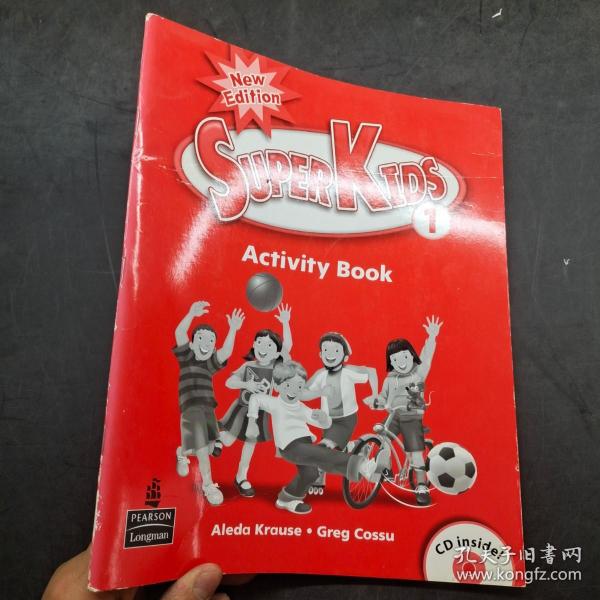 New
Edition
SUPERKIDS
1
Activity Book
PEARSON
Longman
Aleda Krause • Greg Cossu
CD inside!
孔夫子旧书网
www.kongfz.com